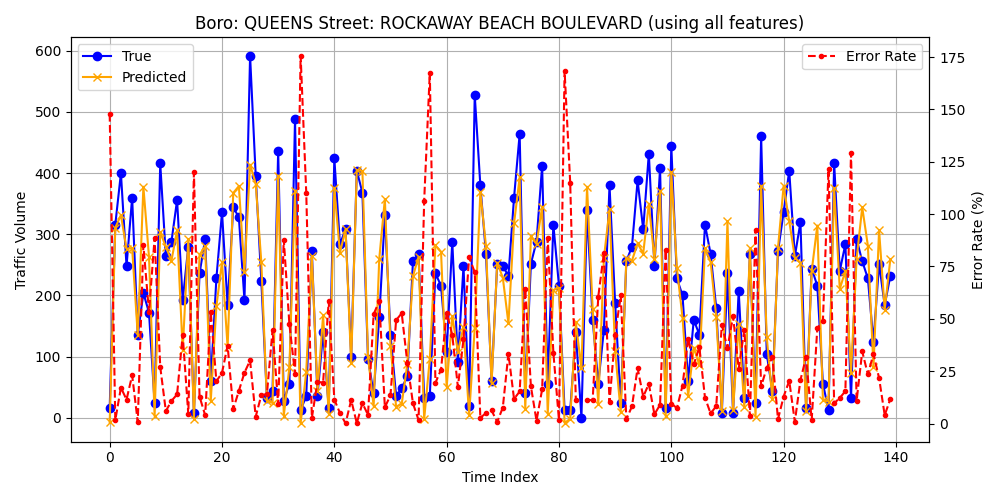 Boro: QUEENS Street: ROCKAWAY BEACH BOULEVARD (using all features)
True
Predicted
Error Rate
Traffic Volume
600
500
400
300
200
100
0
Error Rate (%)
175
150
125
100
75
50
25
0
0 20 40 60 80 100 120 140
Time Index